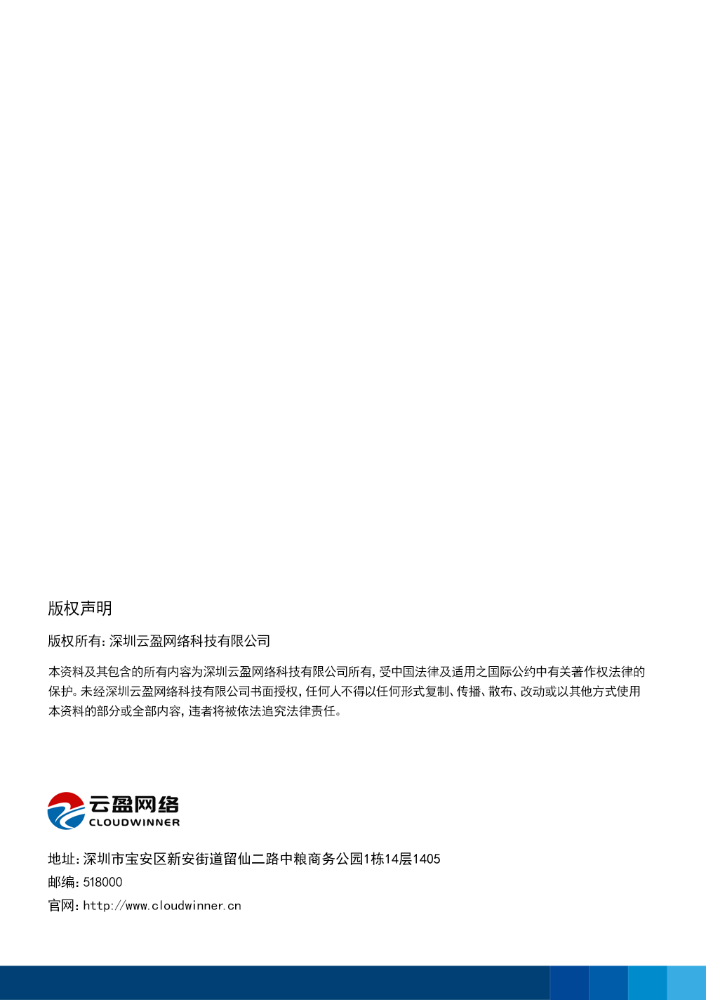 版权声明
版权所有: 深圳云盈网络科技有限公司
本资料及其包含的所有内容为深圳云盈网络科技有限公司所有, 受中国法律及适用之国际公约中有关著作权法律的
保护。未经深圳云盈网络科技有限公司书面授权, 任何人不得以任何形式复制、传播、散布、改动或以其他方式使用
本资料的部分或全部内容, 违者将被依法追究法律责任。
云盈网络
CLOUDWINNER
地址: 深圳市宝安区新安街道留仙二路中粮商务公园1栋14层1405
邮编: 518000
官网: http://www.cloudwinner.cn